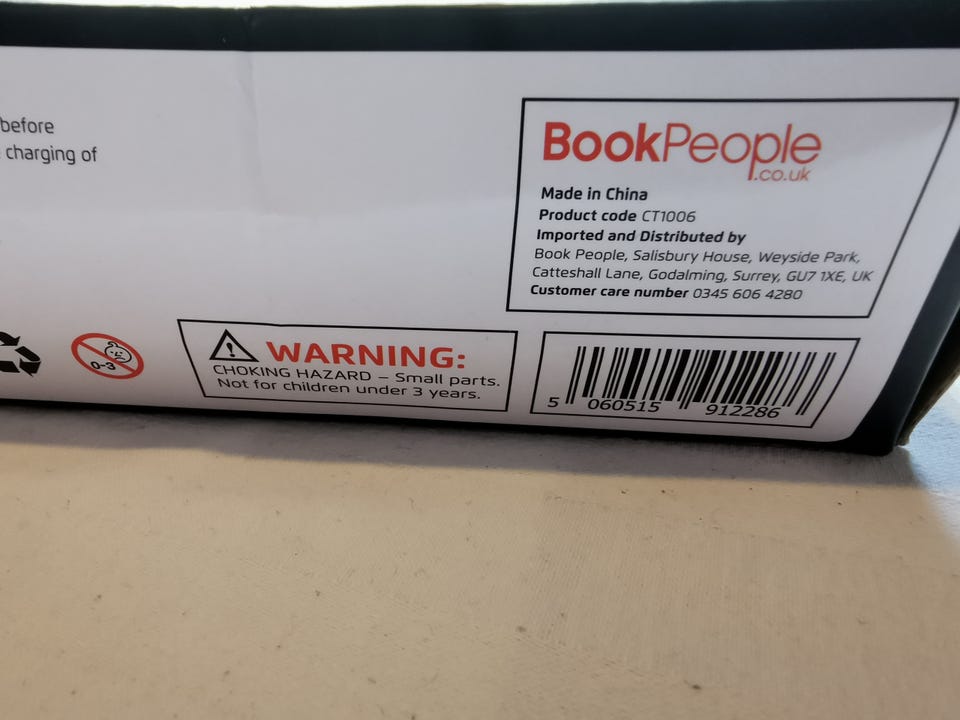 before
charging of
BookPeople
.co.uk
Made in China
Product code CT1006
Imported and Distributed by
Book People, Salisbury House, Weyside Park,
Catteshall Lane, Godalming, Surrey, GU7 1XE, UK
Customer care number 0345 606 4280
0-3
WARNING:
CHOKING HAZARD – Small parts.
Not for children under 3 years.
5 060515 912286